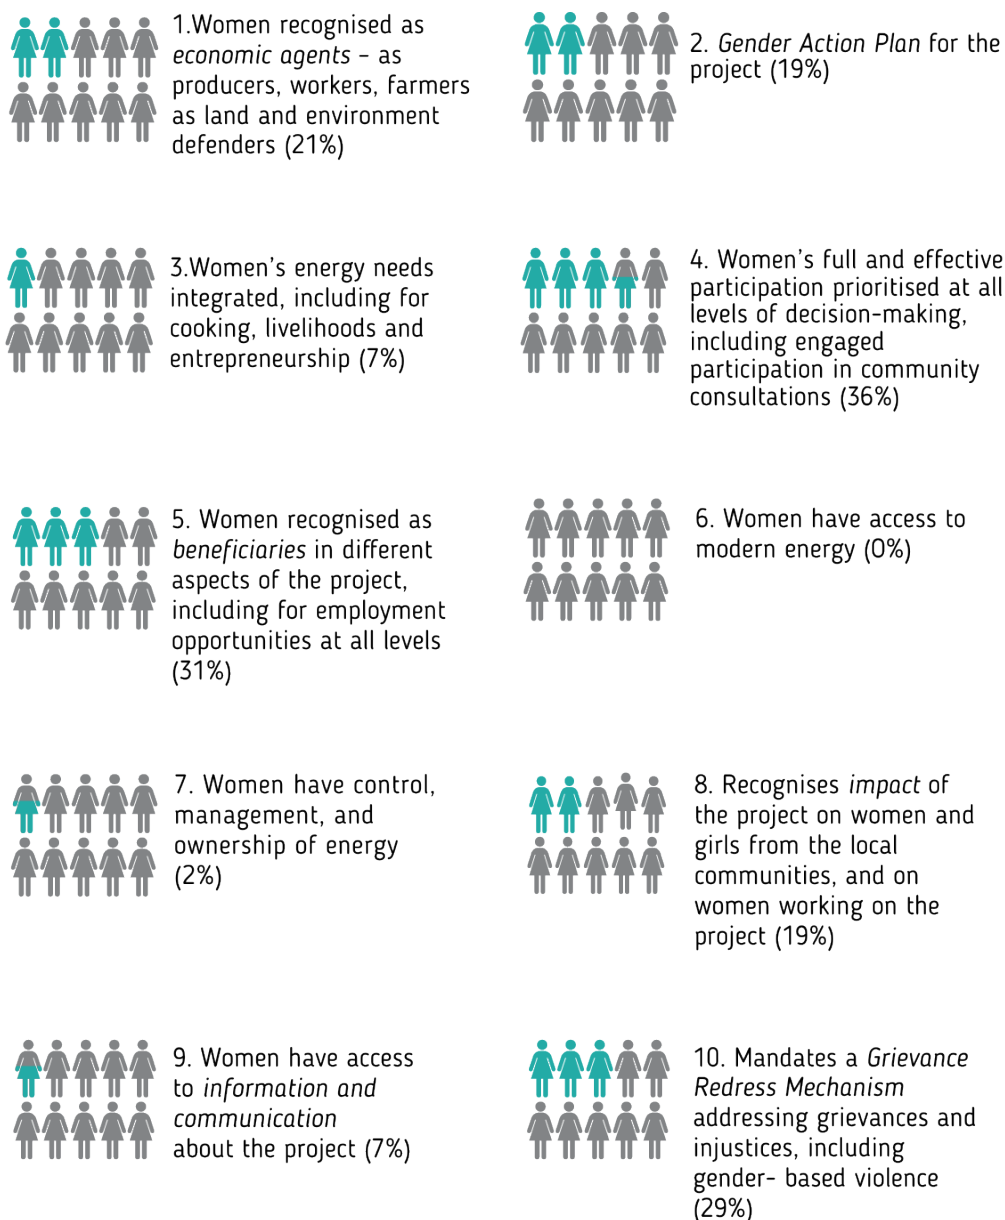 1.Women recognised as
economic agents – as
producers, workers, farmers
as land and environment
defenders (21%)
2. Gender Action Plan for the
project (19%)
3.Women’s energy needs
integrated, including for
cooking, livelihoods and
entrepreneurship (7%)
4. Women’s full and effective
participation prioritised at all
levels of decision-making,
including engaged
participation in community
consultations (36%)
5. Women recognised as
beneficiaries in different
aspects of the project,
including for employment
opportunities at all levels
(31%)
6. Women have access to
modern energy (0%)
7. Women have control,
management, and
ownership of energy
(2%)
8. Recognises impact of
the project on women and
girls from the local
communities, and on
women working on the
project (19%)
9. Women have access
to information and
communication
about the project (7%)
10. Mandates a Grievance
Redress Mechanism
addressing grievances and
injustices, including
gender- based violence
(29%)